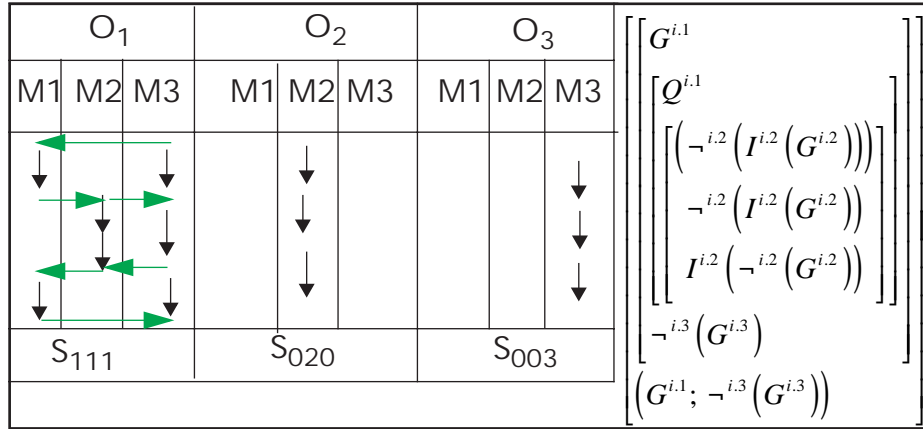 O₁ O₂ O₃
M1 M2 M3 M1 M2 M3 M1 M2 M3
S₁₁₁ S₀₂₀ S₀₀₃
G^{i.1}
Q^{i.1}
(¬^{i.2}(I^{i.2}(G^{i.2})))
¬^{i.2}(I^{i.2}(G^{i.2}))
I^{i.2}(¬^{i.2}(G^{i.2}))
¬^{i.3}(G^{i.3})
(G^{i.1}; ¬^{i.3}(G^{i.3}))